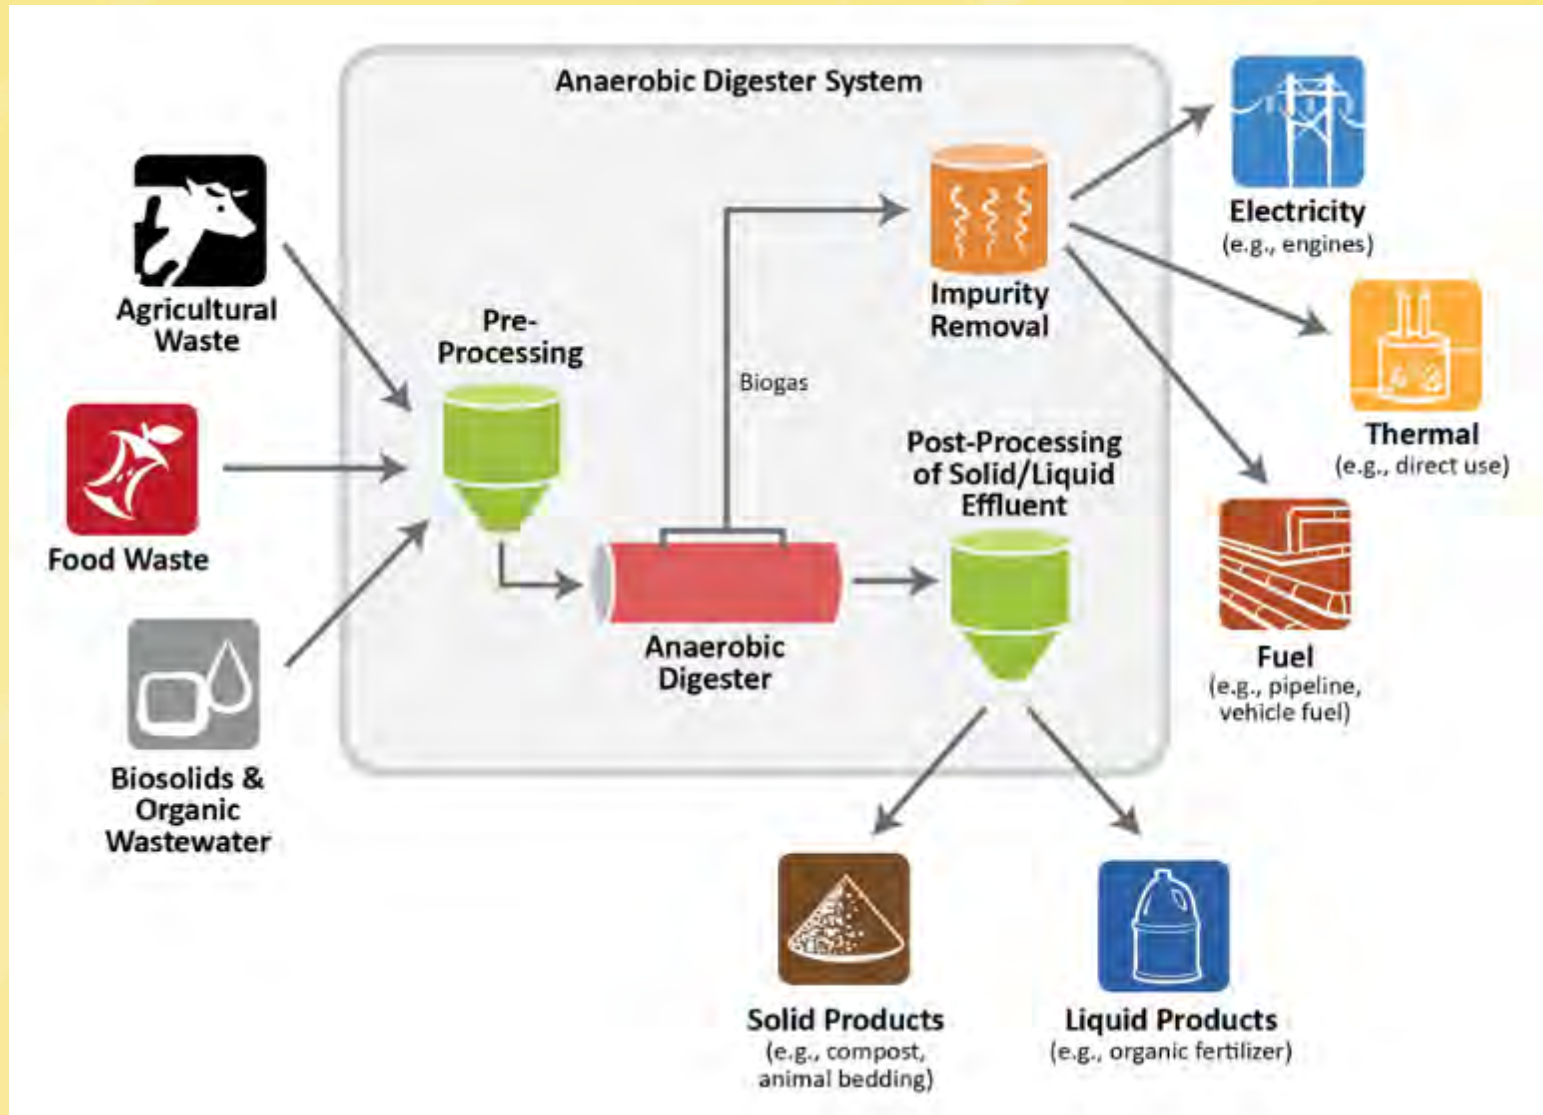 Anaerobic Digester System
Agricultural
Waste
Food Waste
Biosolids &
Organic
Wastewater
Pre-
Processing
Anaerobic
Digester
Biogas
Impurity
Removal
Post-Processing
of Solid/Liquid
Effluent
Electricity
(e.g., engines)
Thermal
(e.g., direct use)
Fuel
(e.g., pipeline,
vehicle fuel)
Solid Products
(e.g., compost,
animal bedding)
Liquid Products
(e.g., organic fertilizer)